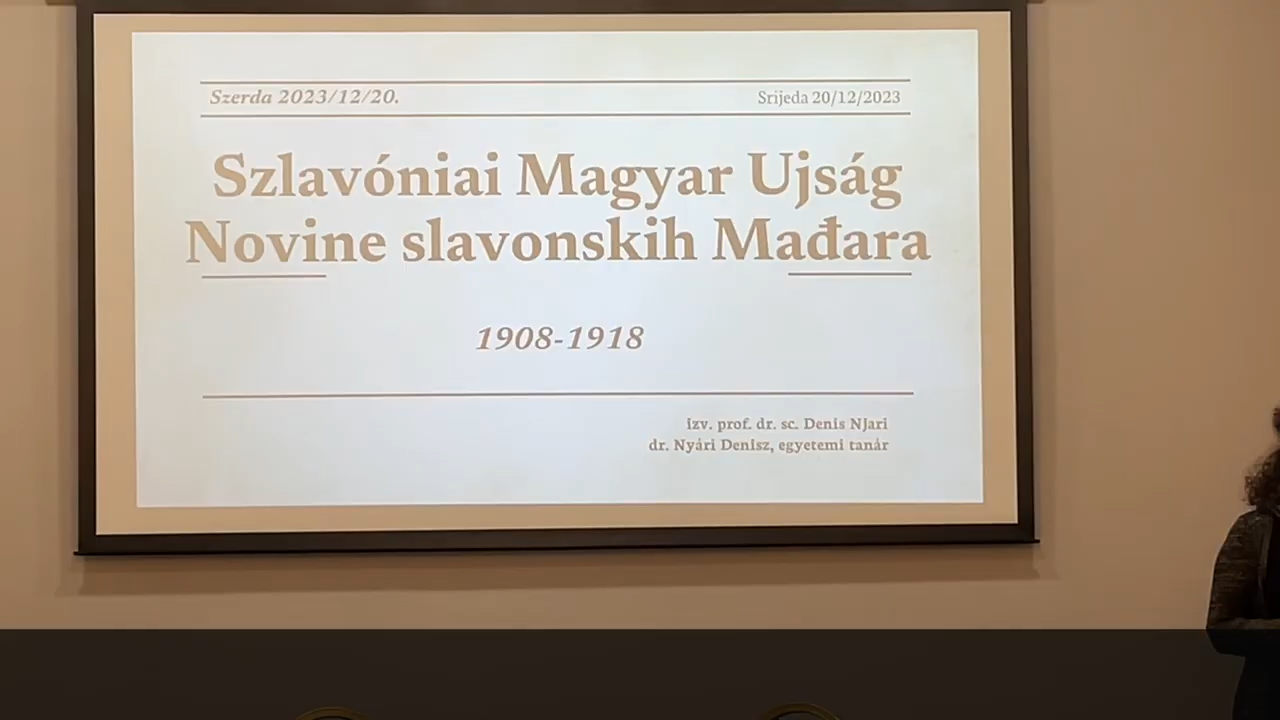 Szerda 2023/12/20.
Srijeda 20/12/2023
Szlavóniai Magyar Ujság
Novine slavonskih Mađara
1908-1918
izv. prof. dr. sc. Denis Njari
dr. Nyári Denisz, egyetemi tanár